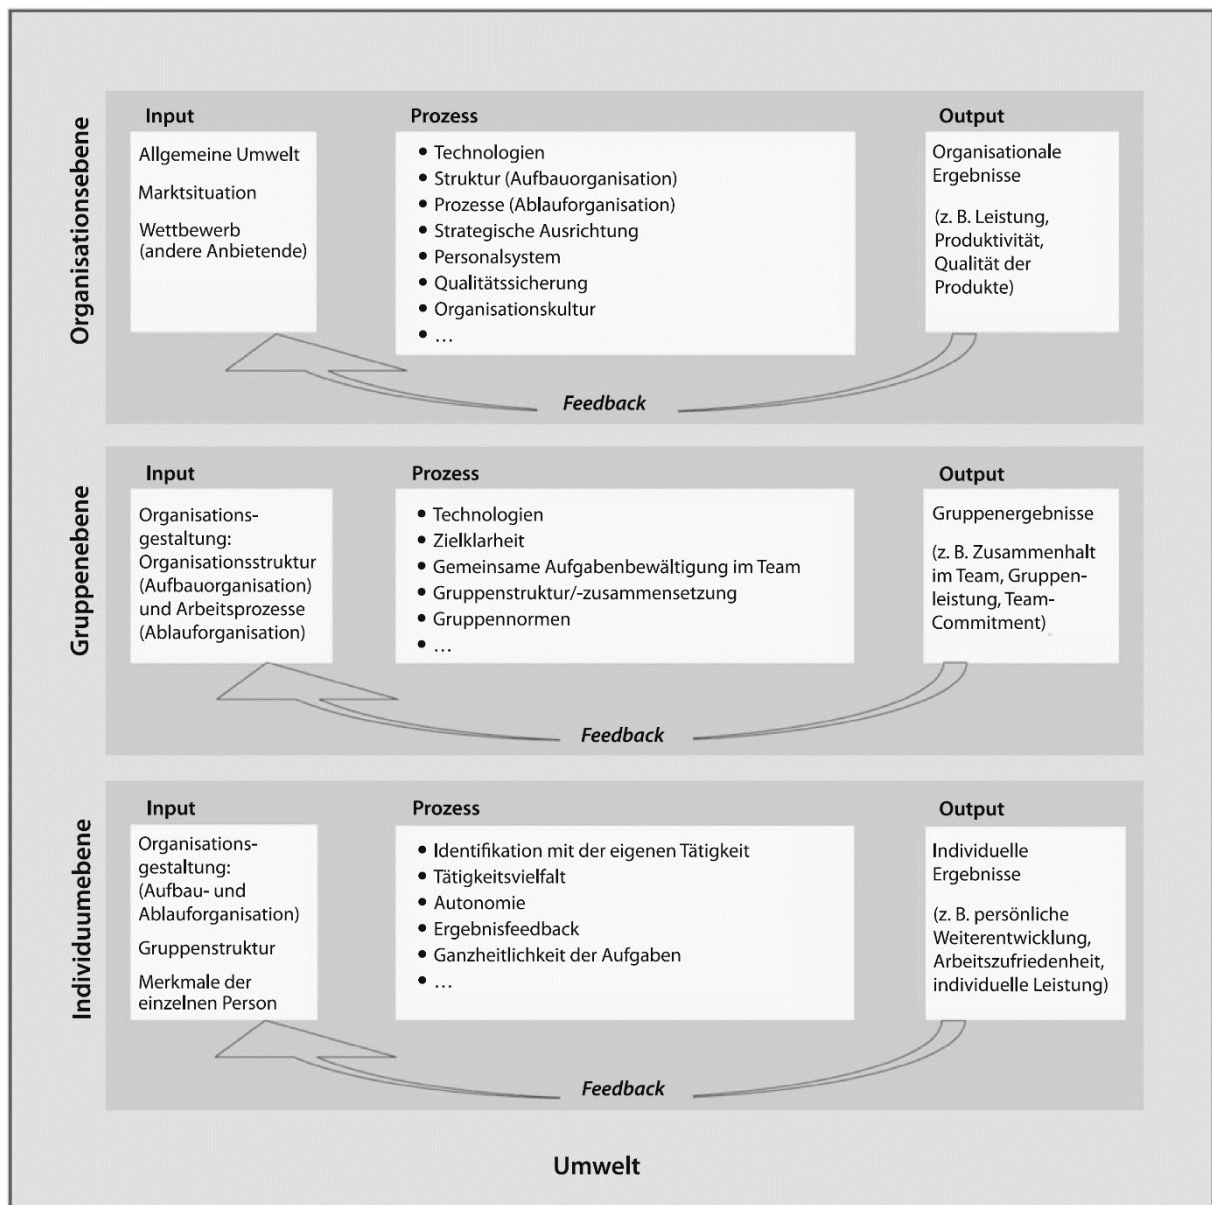 Organisationsebene
Input
Allgemeine Umwelt
Marktsituation
Wettbewerb
(andere Anbietende)
Prozess
• Technologien
• Struktur (Aufbauorganisation)
• Prozesse (Ablauforganisation)
• Strategische Ausrichtung
• Personalsystem
• Qualitätssicherung
• Organisationskultur
• …
Output
Organisationale
Ergebnisse
(z. B. Leistung,
Produktivität,
Qualität der
Produkte)
Feedback
Gruppenebene
Input
Organisations-
gestaltung:
Organisationsstruktur
(Aufbauorganisation)
und Arbeitsprozesse
(Ablauforganisation)
Prozess
• Technologien
• Zielklarheit
• Gemeinsame Aufgabenbewältigung im Team
• Gruppenstruktur/-zusammensetzung
• Gruppennormen
• …
Output
Gruppenergebnisse
(z. B. Zusammenhalt
im Team, Gruppen-
leistung, Team-
Commitment)
Feedback
Individuumebene
Input
Organisations-
gestaltung:
(Aufbau- und
Ablauforganisation)
Gruppenstruktur
Merkmale der
einzelnen Person
Prozess
• Identifikation mit der eigenen Tätigkeit
• Tätigkeitsvielfalt
• Autonomie
• Ergebnisfeedback
• Ganzheitlichkeit der Aufgaben
• …
Output
Individuelle
Ergebnisse
(z. B. persönliche
Weiterentwicklung,
Arbeitszufriedenheit,
individuelle Leistung)
Feedback
Umwelt